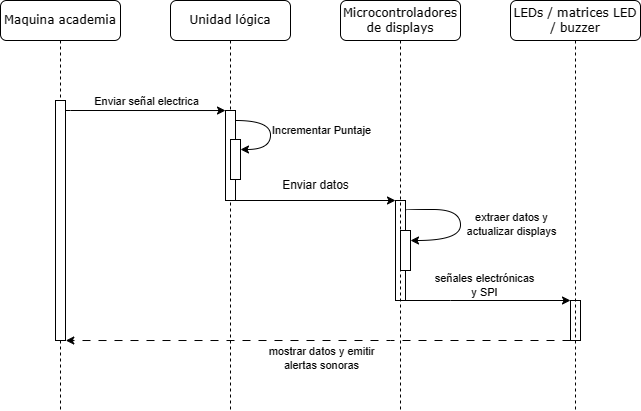 Maquina academia
Unidad lógica
Microcontroladores
de displays
LEDs / matrices LED
/ buzzer
Enviar señal electrica
Incrementar Puntaje
Enviar datos
extraer datos y
actualizar displays
señales electrónicas
y SPI
mostrar datos y emitir
alertas sonoras